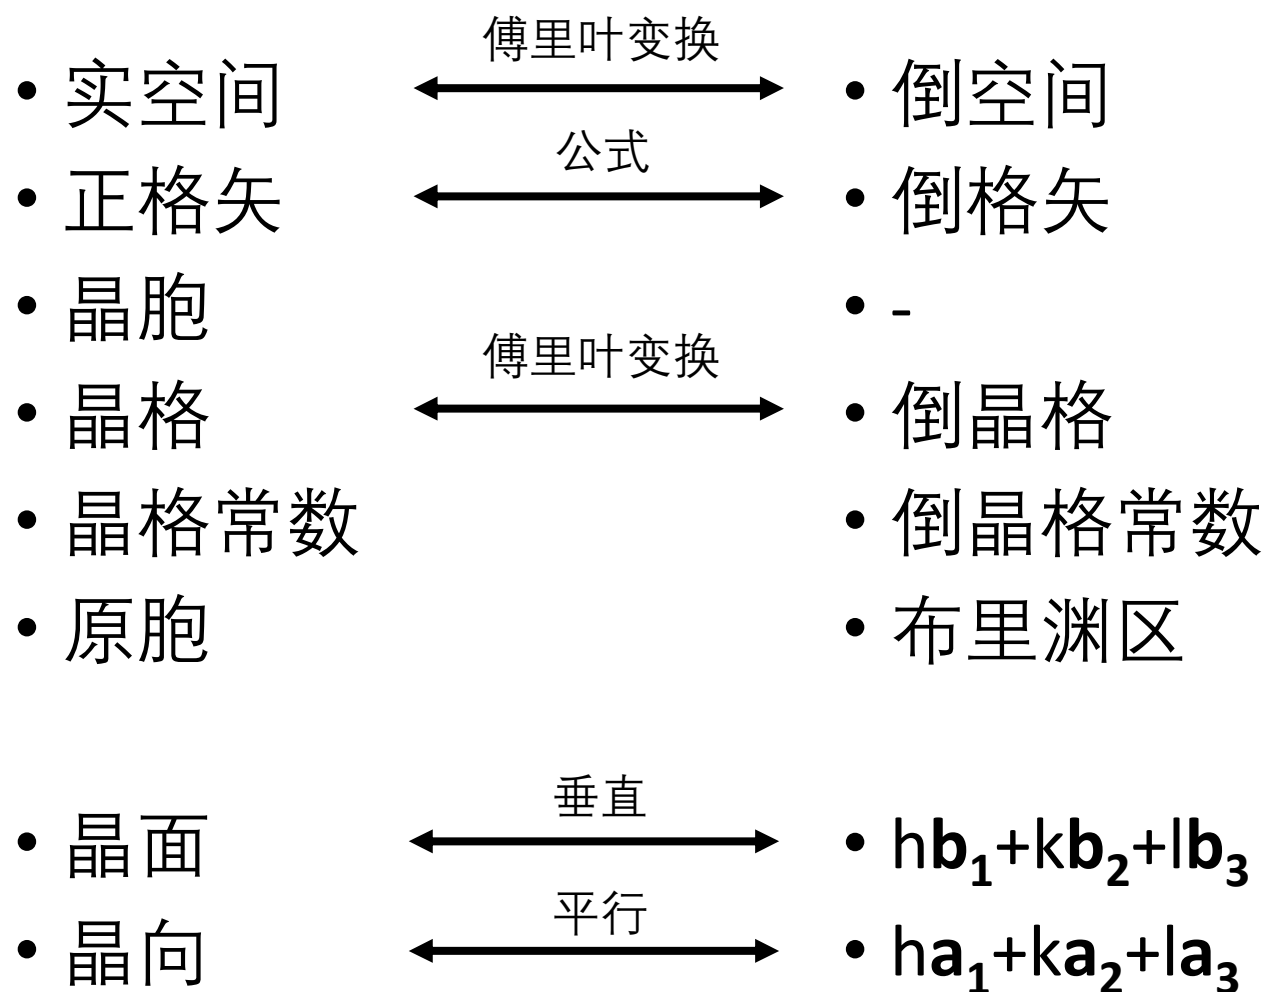 傅里叶变换
• 实空间 • 倒空间
公式
• 正格矢 • 倒格矢
• 晶胞 • -
傅里叶变换
• 晶格 • 倒晶格
• 晶格常数 • 倒晶格常数
• 原胞 • 布里渊区
垂直
• 晶面 • hb₁+kb₂+lb₃
平行
• 晶向 • ha₁+ka₂+la₃